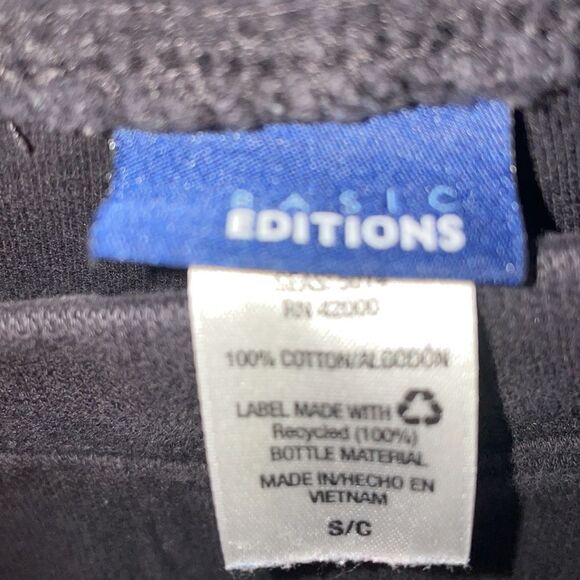 BASIC
EDITIONS
RN 42000
100% COTTON/ALGODÓN
LABEL MADE WITH
Recycled (100%)
BOTTLE MATERIAL
MADE IN/HECHO EN
VIETNAM
S/C